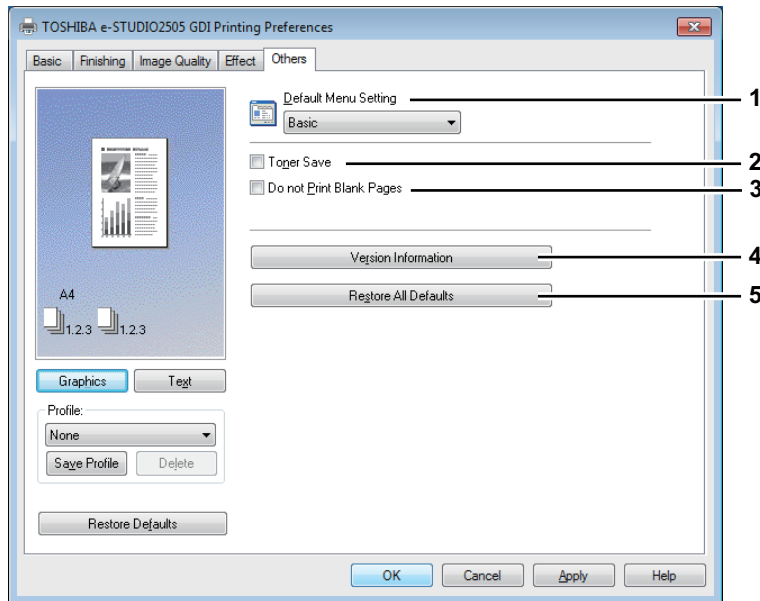 TOSHIBA e-STUDIO2505 GDI Printing Preferences
Basic Finishing Image Quality Effect Others
Default Menu Setting 1
Basic
Toner Save 2
Do not Print Blank Pages 3
Version Information 4
Restore All Defaults 5
A4
1.2.3 1.2.3
Graphics Text
Profile:
None
Save Profile Delete
Restore Defaults
OK Cancel Apply Help